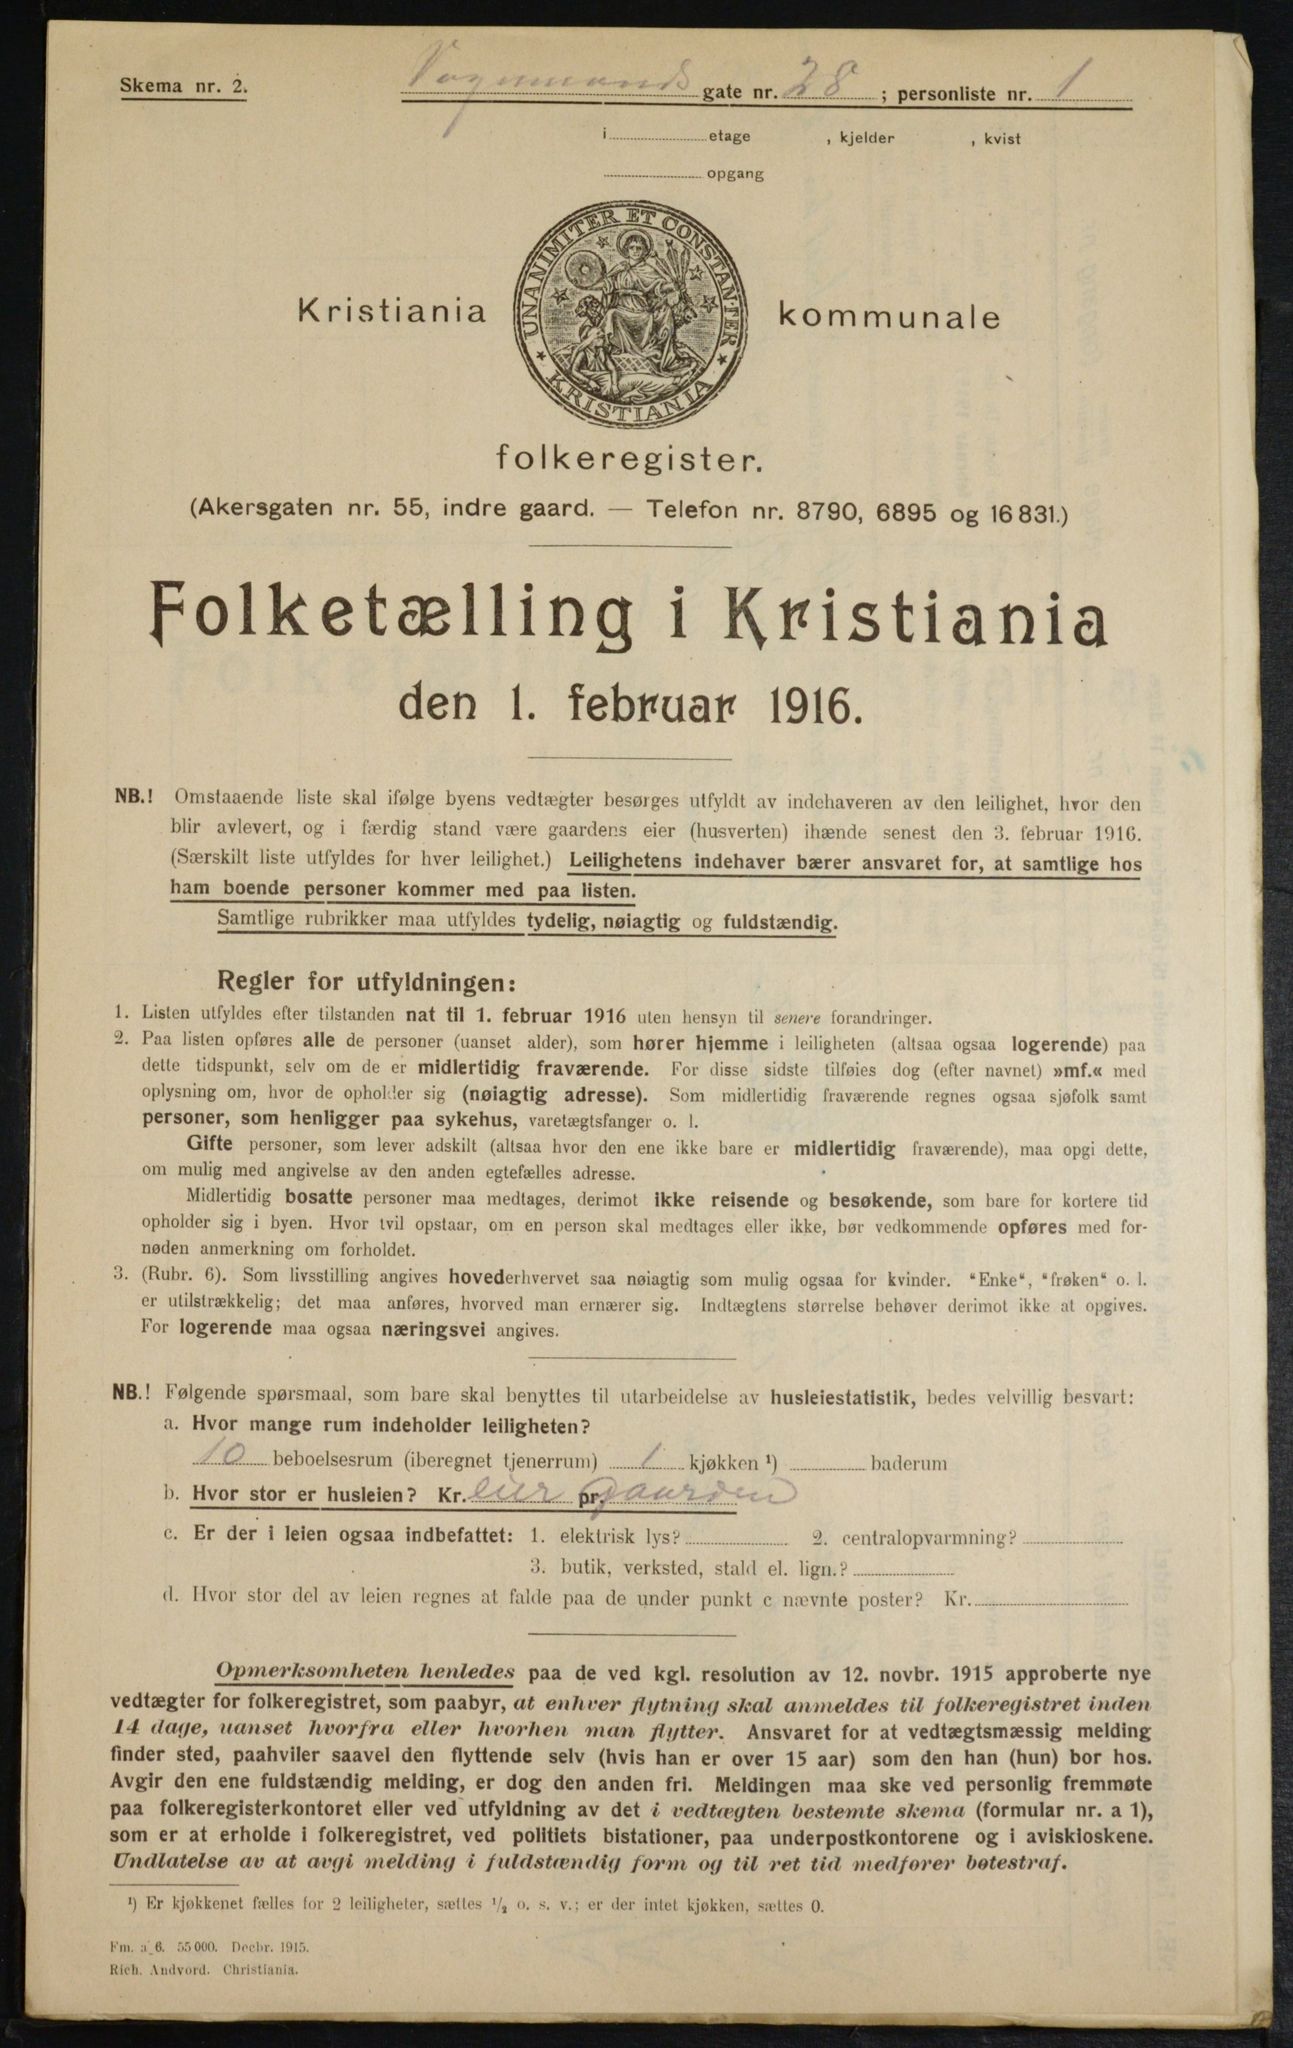 Skema nr. 2.
Vognmands gate nr. 28 ; personliste nr. 1
i etage , kjelder , kvist
opgang
UNANIMITER ET CONSTANTER
KRISTIANIA
Kristiania kommunale
folkeregister.
(Akersgaten nr. 55, indre gaard. — Telefon nr. 8790, 6895 og 16831.)
Folketælling i Kristiania
den 1. februar 1916.
NB.! Omstaaende liste skal ifølge byens vedtægter besørges utfyldt av indehaveren av den leilighet, hvor den
blir avlevert, og i færdig stand være gaardens eier (husverten) ihænde senest den 3. februar 1916.
(Særskilt liste utfyldes for hver leilighet.) Leilighetens indehaver bærer ansvaret for, at samtlige hos
ham boende personer kommer med paa listen.
Samtlige rubrikker maa utfyldes tydelig, nøiagtig og fuldstændig.
Regler for utfyldningen:
1. Listen utfyldes efter tilstanden nat til 1. februar 1916 uten hensyn til senere forandringer.
2. Paa listen opføres alle de personer (uanset alder), som hører hjemme i leiligheten (altsaa ogsaa logerende) paa
dette tidspunkt, selv om de er midlertidig fraværende. For disse sidste tilføies dog (efter navnet) »mf.« med
oplysning om, hvor de opholder sig (nøiagtig adresse). Som midlertidig fraværende regnes ogsaa sjøfolk samt
personer, som henligger paa sykehus, varetægtsfanger o. l.
Gifte personer, som lever adskilt (altsaa hvor den ene ikke bare er midlertidig fraværende), maa opgi dette,
om mulig med angivelse av den anden egtefælles adresse.
Midlertidig bosatte personer maa medtages, derimot ikke reisende og besøkende, som bare for kortere tid
opholder sig i byen. Hvor tvil opstaar, om en person skal medtages eller ikke, bør vedkommende opføres med for-
nøden anmerkning om forholdet.
3. (Rubr. 6). Som livsstilling angives hovederhvervet saa nøiagtig som mulig ogsaa for kvinder. "Enke", "frøken" o. l.
er utilstrækkelig; det maa anføres, hvorved man ernærer sig. Indtægtens størrelse behøver derimot ikke at opgives.
For logerende maa ogsaa næringsvei angives.
NB.! Følgende spørsmaal, som bare skal benyttes til utarbeidelse av husleiestatistik, bedes velvillig besvart:
a. Hvor mange rum indeholder leiligheten?
10 beboelsesrum (iberegnet tjenerrum) 1 kjøkken ¹) baderum
b. Hvor stor er husleien? Kr. eier pr. Gaarden
c. Er der i leien ogsaa indbefattet: 1. elektrisk lys? 2. centralopvarmning?
3. butik, verksted, stald el. lign.?
d. Hvor stor del av leien regnes at falde paa de under punkt c nævnte poster? Kr.
Opmerksomheten henledes paa de ved kgl. resolution av 12. novbr. 1915 approberte nye
vedtægter for folkeregistret, som paabyr, at enhver flytning skal anmeldes til folkeregistret inden
14 dage, uanset hvorfra eller hvorhen man flytter. Ansvaret for at vedtægtsmæssig melding
finder sted, paahviler saavel den flyttende selv (hvis han er over 15 aar) som den han (hun) bor hos.
Avgir den ene fuldstændig melding, er dog den anden fri. Meldingen maa ske ved personlig fremmøte
paa folkeregisterkontoret eller ved utfyldning av det i vedtægten bestemte skema (formular nr. a 1),
som er at erholde i folkeregistret, ved politiets bistationer, paa underpostkontorene og i aviskioskene.
Undlatelse av at avgi melding i fuldstændig form og til ret tid medfører bøtestraf.
¹) Er kjøkkenet fælles for 2 leiligheter, sættes 1/2 o. s. v.; er der intet kjøkken, sættes 0.
Fm. a_6. 55000. Decbr. 1915.
Rich. Andvord. Christiania.